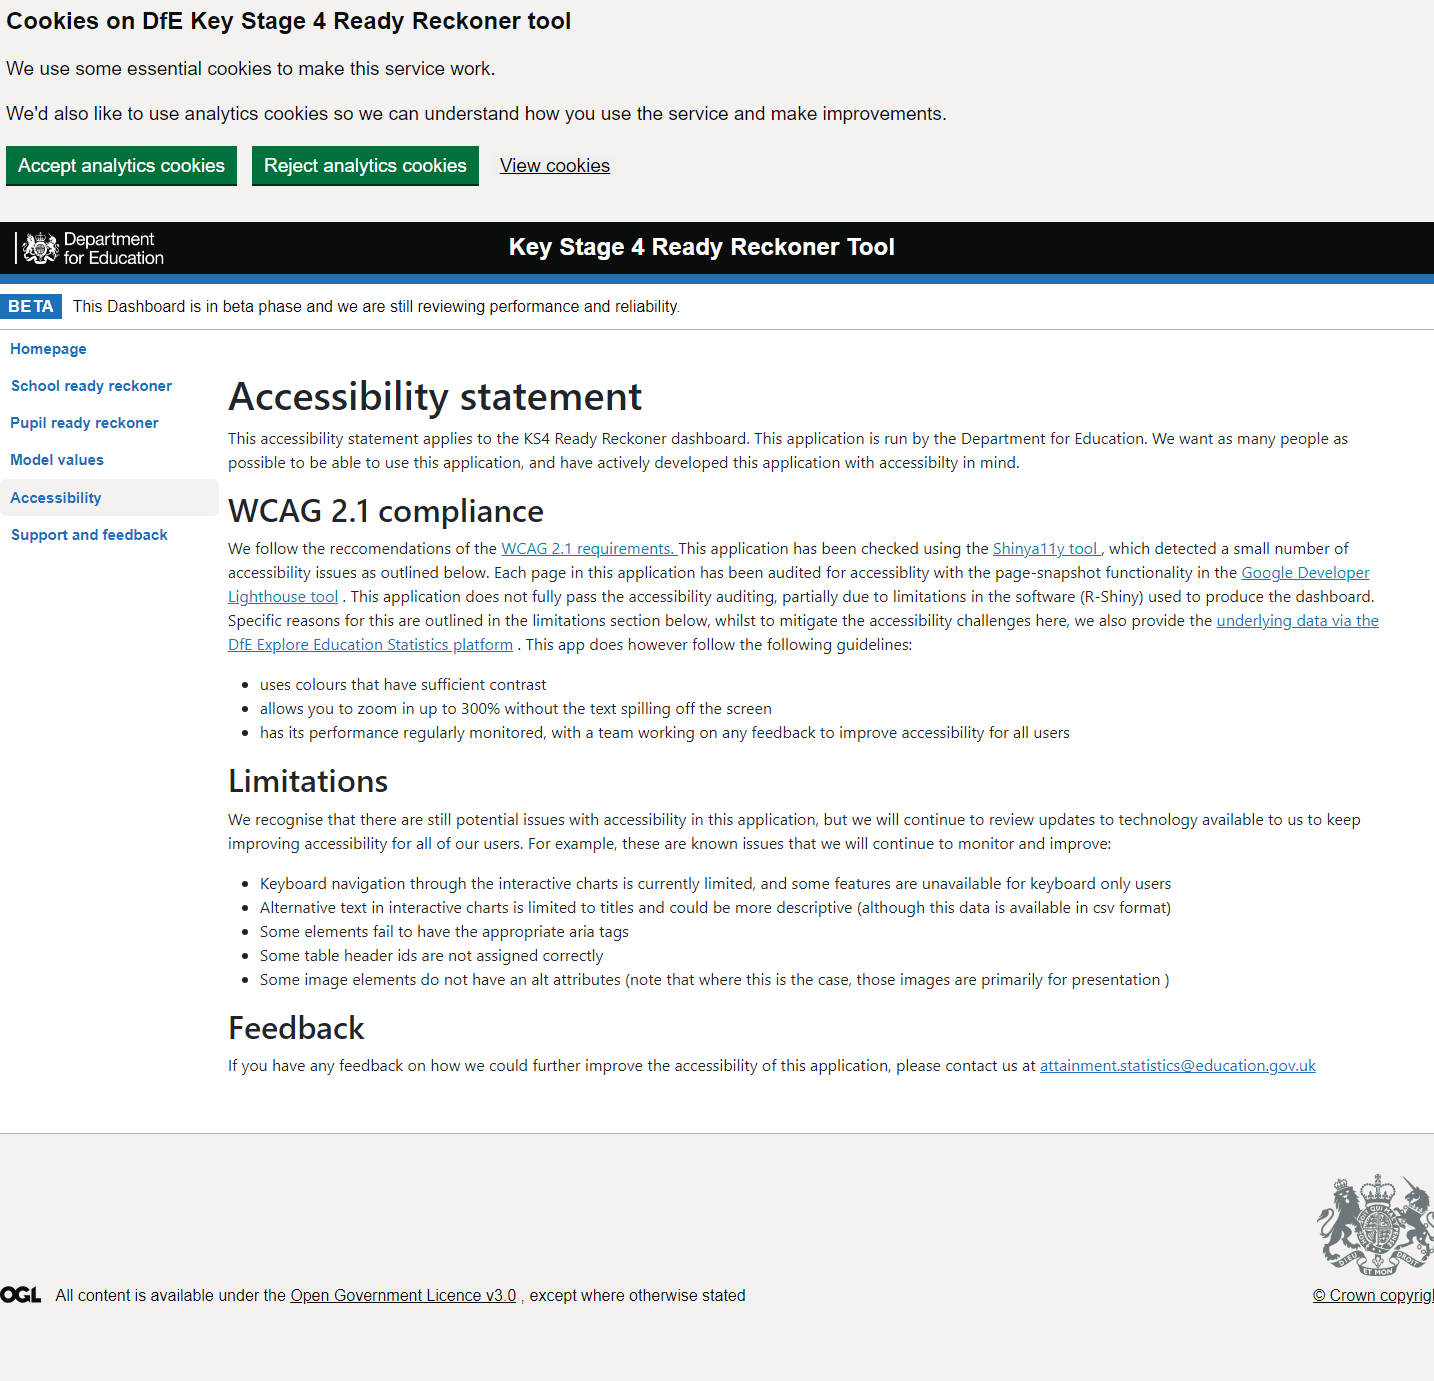 Cookies on DfE Key Stage 4 Ready Reckoner tool
We use some essential cookies to make this service work.
We'd also like to use analytics cookies so we can understand how you use the service and make improvements.
Accept analytics cookies Reject analytics cookies View cookies
Department
for Education
Key Stage 4 Ready Reckoner Tool
BETA This Dashboard is in beta phase and we are still reviewing performance and reliability.
Homepage
School ready reckoner
Pupil ready reckoner
Model values
Accessibility
Support and feedback
Accessibility statement
This accessibility statement applies to the KS4 Ready Reckoner dashboard. This application is run by the Department for Education. We want as many people as
possible to be able to use this application, and have actively developed this application with accessibilty in mind.
WCAG 2.1 compliance
We follow the reccomendations of the WCAG 2.1 requirements. This application has been checked using the Shinya11y tool , which detected a small number of
accessibility issues as outlined below. Each page in this application has been audited for accessiblity with the page-snapshot functionality in the Google Developer
Lighthouse tool . This application does not fully pass the accessibility auditing, partially due to limitations in the software (R-Shiny) used to produce the dashboard.
Specific reasons for this are outlined in the limitations section below, whilst to mitigate the accessibility challenges here, we also provide the underlying data via the
DfE Explore Education Statistics platform . This app does however follow the following guidelines:
• uses colours that have sufficient contrast
• allows you to zoom in up to 300% without the text spilling off the screen
• has its performance regularly monitored, with a team working on any feedback to improve accessibility for all users
Limitations
We recognise that there are still potential issues with accessibility in this application, but we will continue to review updates to technology available to us to keep
improving accessibility for all of our users. For example, these are known issues that we will continue to monitor and improve:
• Keyboard navigation through the interactive charts is currently limited, and some features are unavailable for keyboard only users
• Alternative text in interactive charts is limited to titles and could be more descriptive (although this data is available in csv format)
• Some elements fail to have the appropriate aria tags
• Some table header ids are not assigned correctly
• Some image elements do not have an alt attributes (note that where this is the case, those images are primarily for presentation )
Feedback
If you have any feedback on how we could further improve the accessibility of this application, please contact us at attainment.statistics@education.gov.uk
DIEU ET MON DROIT
OGL All content is available under the Open Government Licence v3.0 , except where otherwise stated
© Crown copyrig